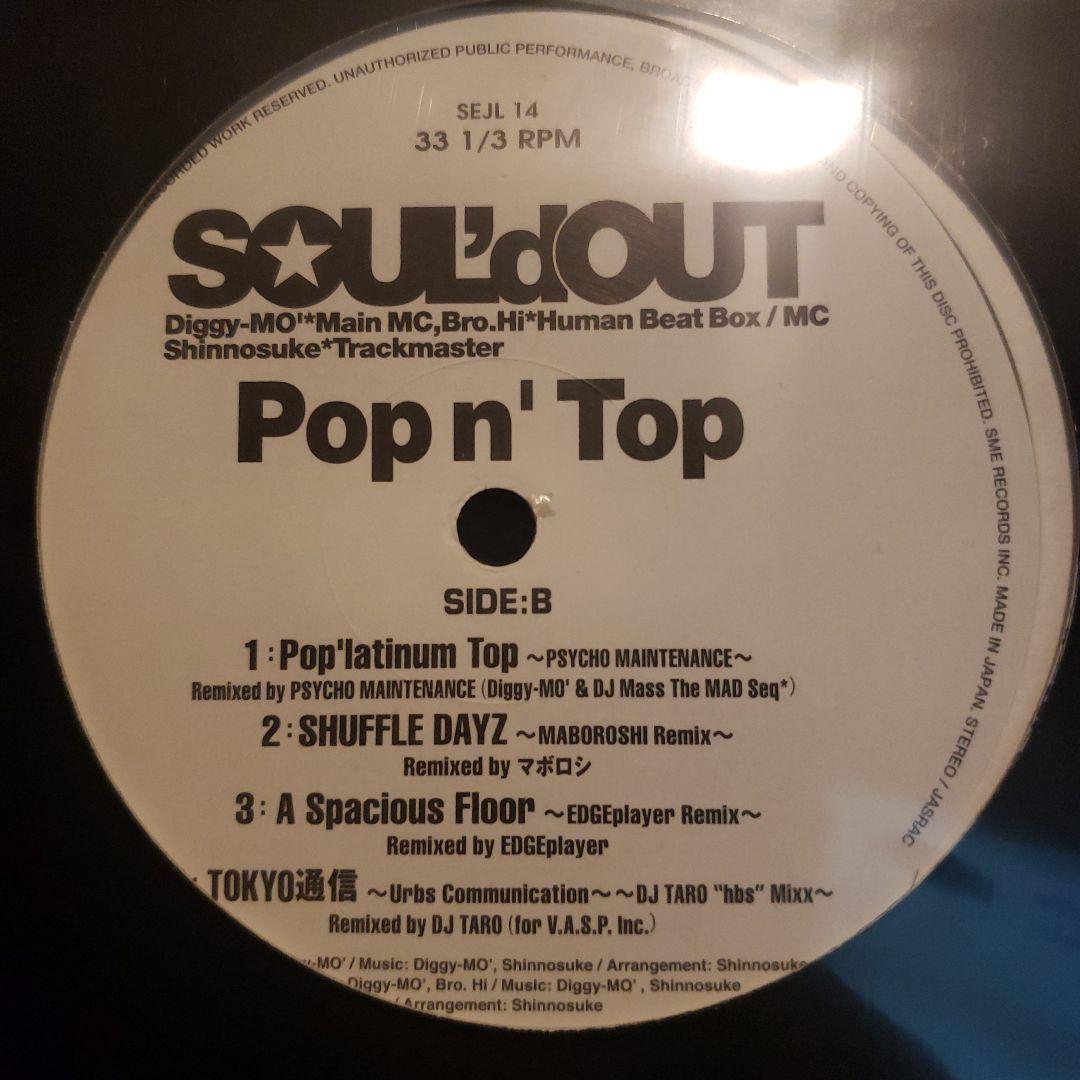 RECORDED WORK RESERVED. UNAUTHORIZED PUBLIC PERFORMANCE, AND COPYING OF THIS DISC PROHIBITED. SME RECORDS INC. MADE IN JAPAN. STEREO / JASRAC
SEJL 14
33 1/3 RPM
SOUL'dOUT
Diggy-MO'*Main MC,Bro.Hi*Human Beat Box / MC
Shinnosuke*Trackmaster
Pop n' Top
SIDE:B
1:Pop'latinum Top ～PSYCHO MAINTENANCE～
Remixed by PSYCHO MAINTENANCE (Diggy-MO' & DJ Mass The MAD Seq*)
2:SHUFFLE DAYZ ～MABOROSHI Remix～
Remixed by マボロシ
3:A Spacious Floor ～EDGEplayer Remix～
Remixed by EDGEplayer
TOKYO通信 ～Urbs Communication～～DJ TARO "hbs" Mixx～
Remixed by DJ TARO (for V.A.S.P. Inc.)
-MO' / Music: Diggy-MO', Shinnosuke / Arrangement: Shinnosuke
Diggy-MO', Bro. Hi / Music: Diggy-MO' , Shinnosuke
/ Arrangement: Shinnosuke